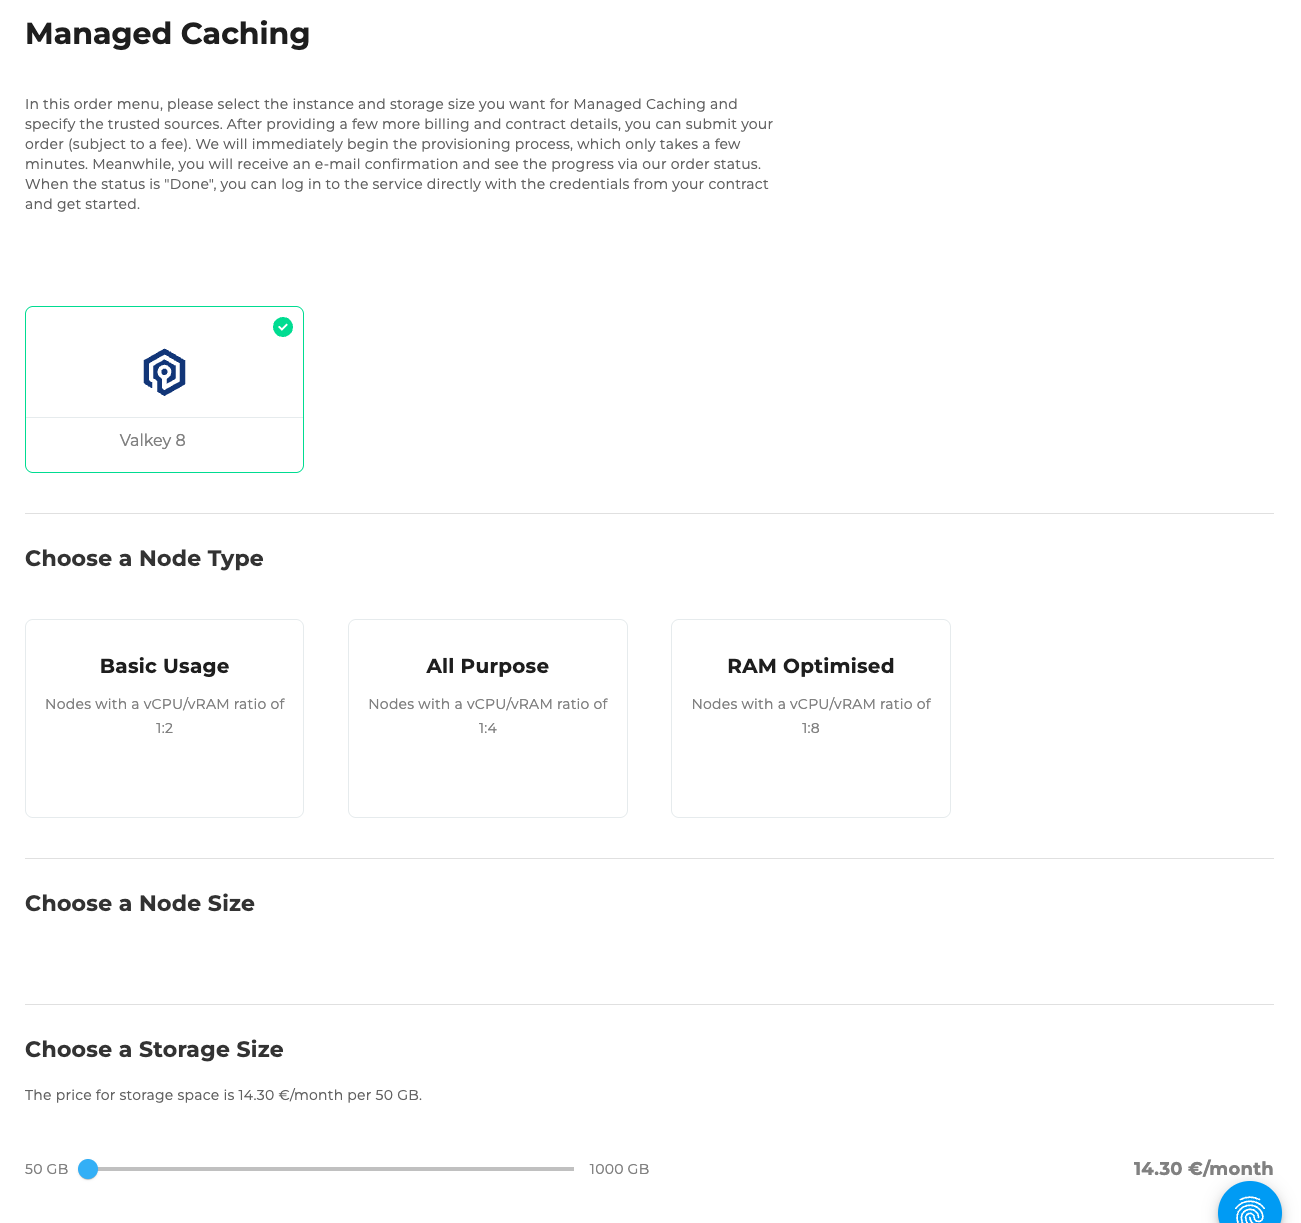 Managed Caching
In this order menu, please select the instance and storage size you want for Managed Caching and
specify the trusted sources. After providing a few more billing and contract details, you can submit your
order (subject to a fee). We will immediately begin the provisioning process, which only takes a few
minutes. Meanwhile, you will receive an e-mail confirmation and see the progress via our order status.
When the status is "Done", you can log in to the service directly with the credentials from your contract
and get started.
Valkey 8
Choose a Node Type
Basic Usage
Nodes with a vCPU/vRAM ratio of
1:2
All Purpose
Nodes with a vCPU/vRAM ratio of
1:4
RAM Optimised
Nodes with a vCPU/vRAM ratio of
1:8
Choose a Node Size
Choose a Storage Size
The price for storage space is 14.30 €/month per 50 GB.
50 GB
1000 GB
14.30 €/month